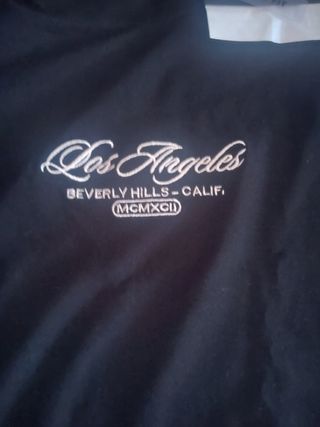 Los Angeles
BEVERLY HILLS - CALIF.
MCMXCII